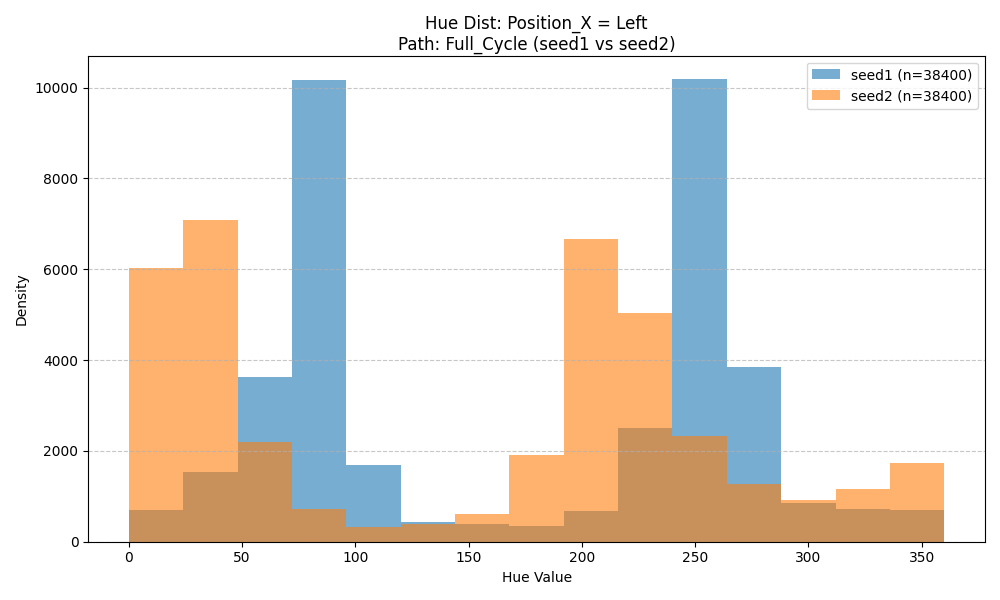 Hue Dist: Position_X = Left
Path: Full_Cycle (seed1 vs seed2)
seed1 (n=38400)
seed2 (n=38400)
Density
10000
8000
6000
4000
2000
0
0 50 100 150 200 250 300 350
Hue Value